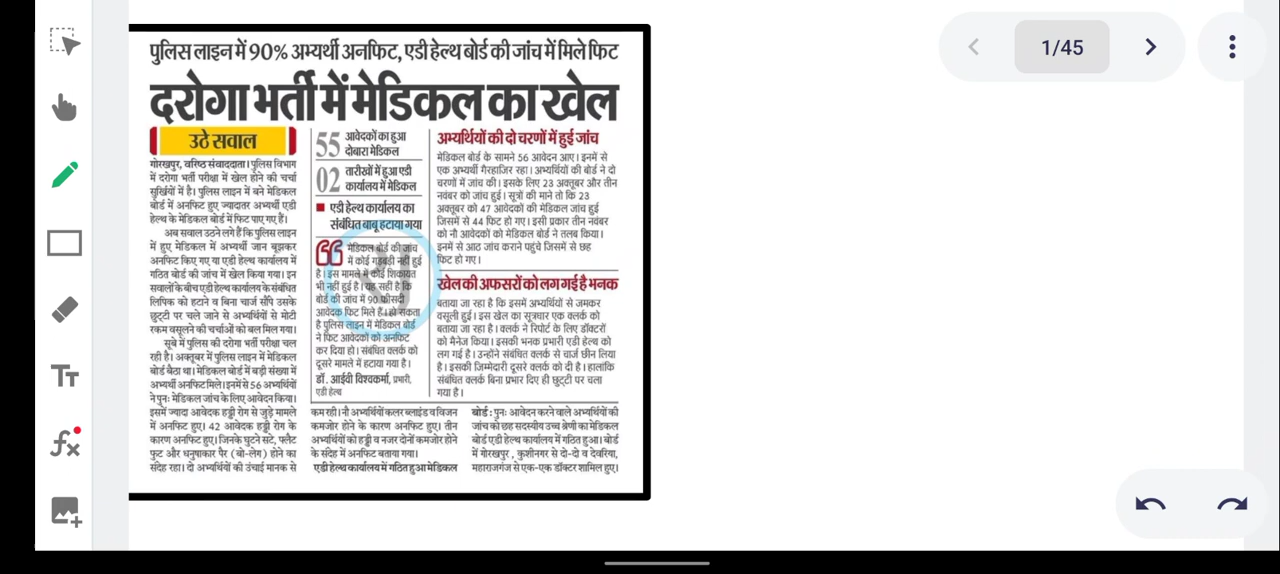 1/45
पुलिस लाइन में 90% अभ्यर्थी अनफिट, एडी हेल्थ बोर्ड की जांच में मिले फिट
दरोगा भर्ती में मेडिकल का खेल
उठे सवाल
गोरखपुर, वरिष्ठ संवाददाता। पुलिस विभाग
में दरोगा भर्ती परीक्षा में खेल होने की चर्चा
सुर्खियों में है। पुलिस लाइन में बने मेडिकल
बोर्ड में अनफिट हुए ज्यादातर अभ्यर्थी एडी
हेल्थ के मेडिकल बोर्ड में फिट पाए गए हैं।
अब सवाल उठने लगे हैं कि पुलिस लाइन
में हुए मेडिकल में अभ्यर्थी जान बूझकर
अनफिट किए गए या एडी हेल्थ कार्यालय में
गठित बोर्ड की जांच में खेल किया गया। इन
सवालों के बीच एडी हेल्थ कार्यालय के संबंधित
लिपिक को हटाने व बिना चार्ज सौंपे उसके
छुट्टी पर चले जाने से अभ्यर्थियों से मोटी
रकम वसूलने की चर्चाओं को बल मिल गया।
सूबे में पुलिस की दरोगा भर्ती परीक्षा चल
रही है। अक्तूबर में पुलिस लाइन में मेडिकल
बोर्ड बैठा था। मेडिकल बोर्ड में बड़ी संख्या में
अभ्यर्थी अनफिट मिले। इनमें से 56 अभ्यर्थियों
ने पुनः मेडिकल जांच के लिए आवेदन किया।
इसमें ज्यादा आवेदक हड्डी रोग से जुड़े मामले
में अनफिट हुए। 42 आवेदक हड्डी रोग के
कारण अनफिट हुए। जिनके घुटने सटे, फ्लैट
फुट और धनुषाकार पैर (बो-लेग) होने का
संदेह रहा। दो अभ्यर्थियों की उंचाई मानक से
55 आवेदकों का हुआ
दोबारा मेडिकल
02 तारीखों में हुआ एडी
कार्यालय में मेडिकल
■ एडी हेल्थ कार्यालय का
संबंधित बाबू हटाया गया
मेडिकल बोर्ड की जांच
में कोई गड़बड़ी नहीं हुई
है। इस मामले में कोई शिकायत
भी नहीं हुई है। यह सही है कि
बोर्ड की जांच में 90 फीसदी
आवेदक फिट मिले हैं। हो सकता
है पुलिस लाइन में मेडिकल बोर्ड
ने फिट आवेदकों को अनफिट
कर दिया हो। संबंधित क्लर्क को
दूसरे मामले में हटाया गया है।
डॉ. आईवी विश्वकर्मा, प्रभारी,
एडी हेल्थ
कम रही। नौ अभ्यर्थियों कलर ब्लाइंड व विजन
कमजोर होने के कारण अनफिट हुए। तीन
अभ्यर्थियों को हड्डी व नजर दोनों कमजोर होने
के संदेह में अनफिट बताया गया।
एडी हेल्थ कार्यालय में गठित हुआ मेडिकल
अभ्यर्थियों की दो चरणों में हुई जांच
मेडिकल बोर्ड के सामने 56 आवेदन आए। इनमें से
एक अभ्यर्थी गैरहाजिर रहा। अभ्यर्थियों की बोर्ड ने दो
चरणों में जांच की। इसके लिए 23 अक्तूबर और तीन
नवंबर को जांच हुई। सूत्रों की माने तो कि 23
अक्तूबर को 47 आवेदकों की मेडिकल जांच हुई
जिसमें से 44 फिट हो गए। इसी प्रकार तीन नवंबर
को नौ आवेदकों को मेडिकल बोर्ड ने तलब किया।
इनमें से आठ जांच कराने पहुंचे जिसमें से छह
फिट हो गए।
खेल की अफसरों को लग गई है भनक
बताया जा रहा है कि इसमें अभ्यर्थियों से जमकर
वसूली हुई। इस खेल का सूत्रधार एक क्लर्क को
बताया जा रहा है। क्लर्क ने रिपोर्ट के लिए डॉक्टरों
को मैनेज किया। इसकी भनक प्रभारी एडी हेल्थ को
लग गई है। उन्होंने संबंधित क्लर्क से चार्ज छीन लिया
है। इसकी जिम्मेदारी दूसरे क्लर्क को दी है। हालांकि
संबंधित क्लर्क बिना प्रभार दिए ही छुट्टी पर चला
गया है।
बोर्ड: पुनः आवेदन करने वाले अभ्यर्थियों की
जांच को छह सदस्यीय उच्च श्रेणी का मेडिकल
बोर्ड एडी हेल्थ कार्यालय में गठित हुआ। बोर्ड
में गोरखपुर, कुशीनगर से दो-दो व देवरिया,
महाराजगंज से एक-एक डॉक्टर शामिल हुए।
Tт
fx